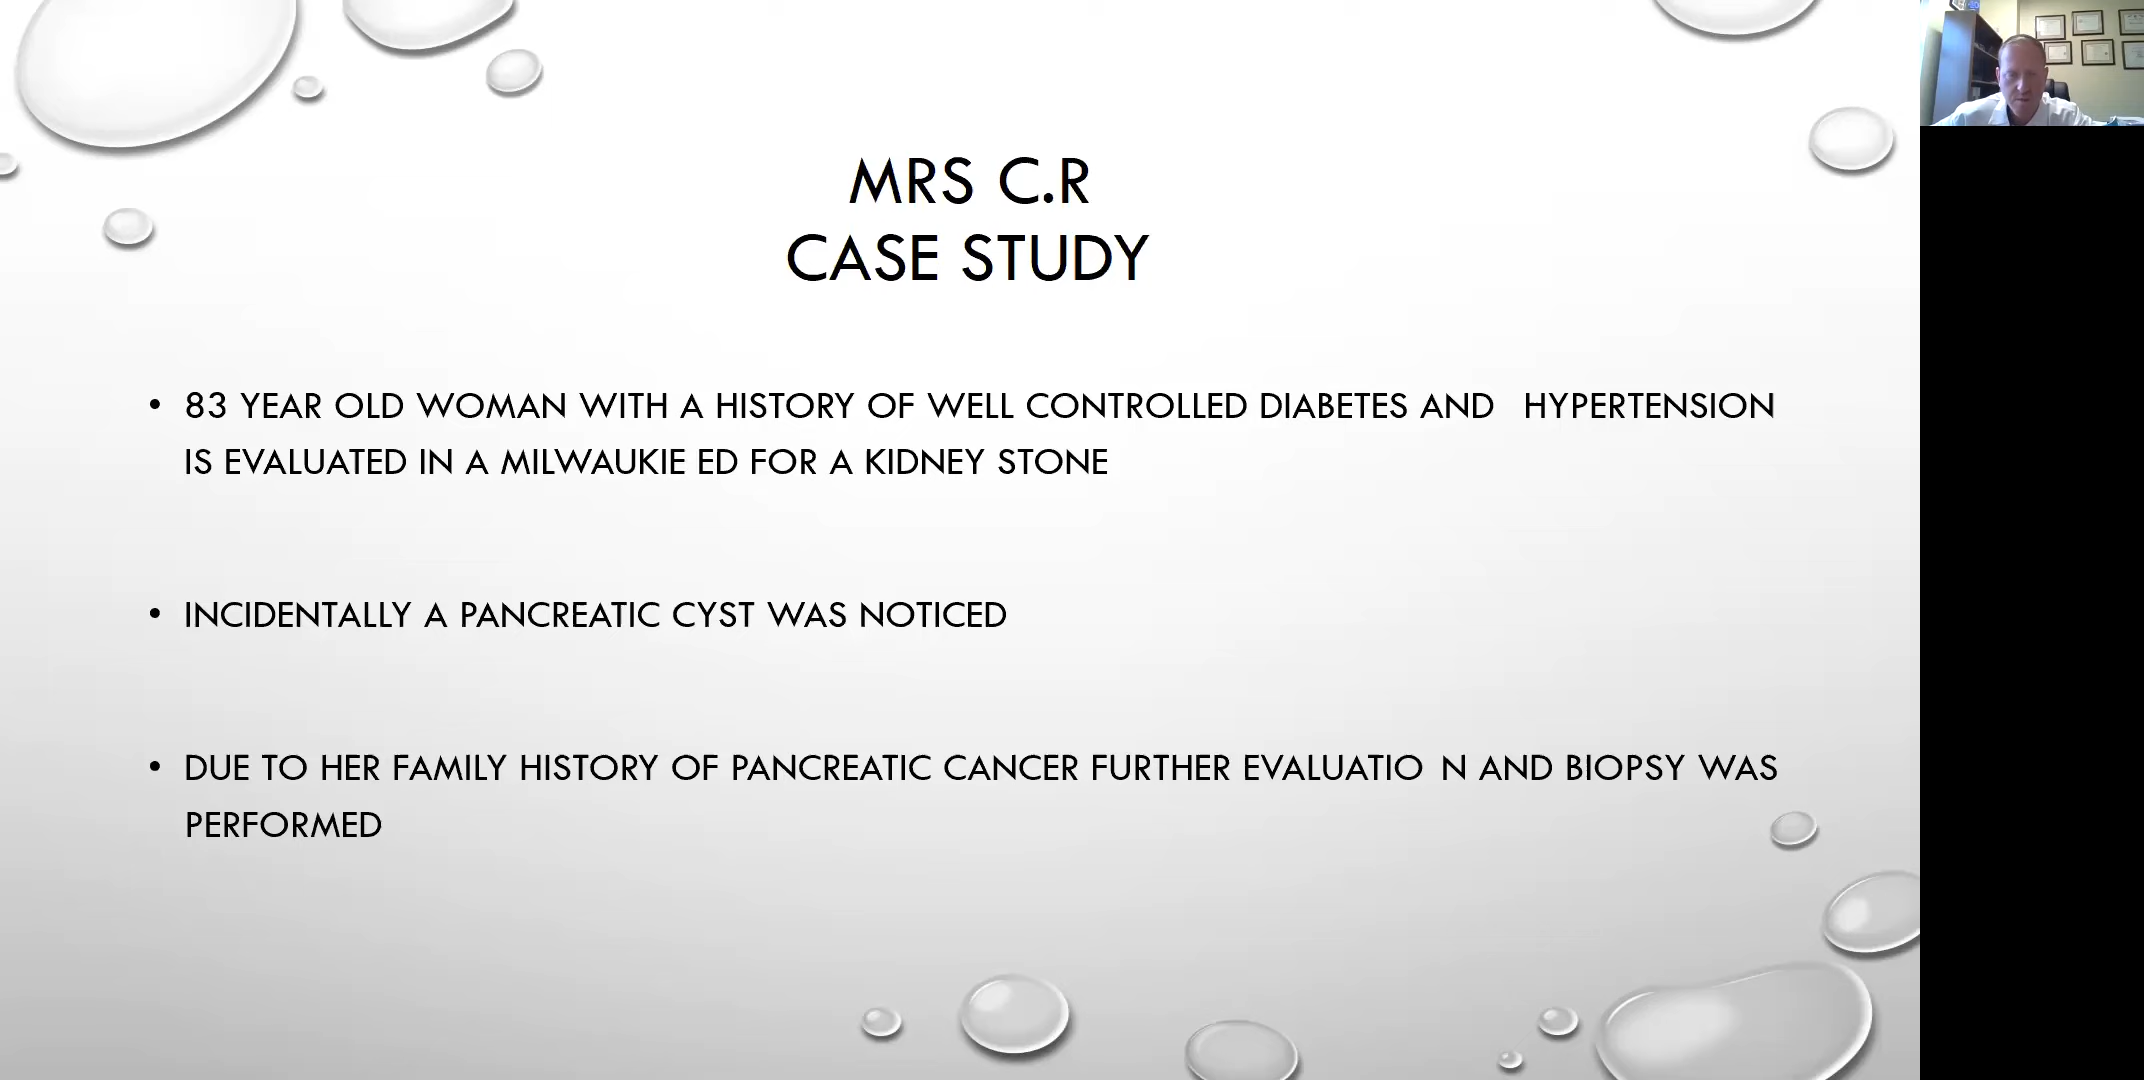 MRS C.R
CASE STUDY
• 83 YEAR OLD WOMAN WITH A HISTORY OF WELL CONTROLLED DIABETES AND HYPERTENSION
IS EVALUATED IN A MILWAUKIE ED FOR A KIDNEY STONE
• INCIDENTALLY A PANCREATIC CYST WAS NOTICED
• DUE TO HER FAMILY HISTORY OF PANCREATIC CANCER FURTHER EVALUATIO N AND BIOPSY WAS
PERFORMED